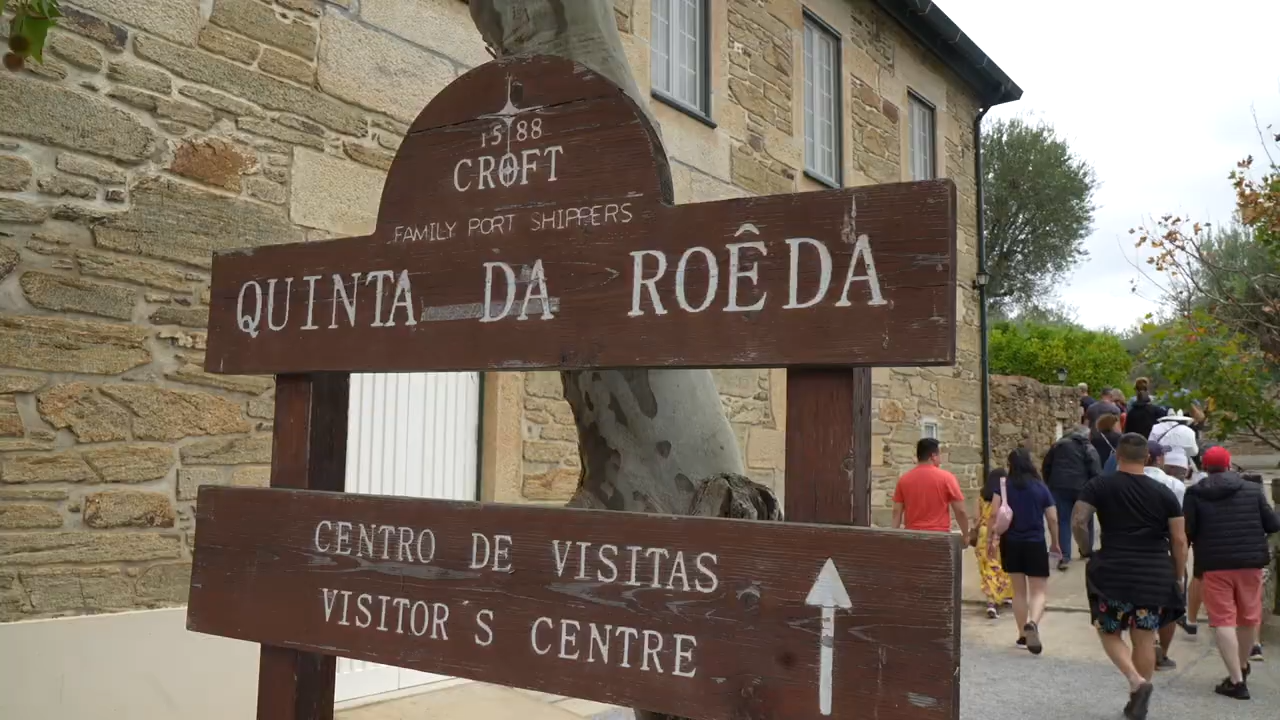 1588
CROFT
FAMILY PORT SHIPPERS
QUINTA DA ROÊDA
CENTRO DE VISITAS
VISITOR´S CENTRE